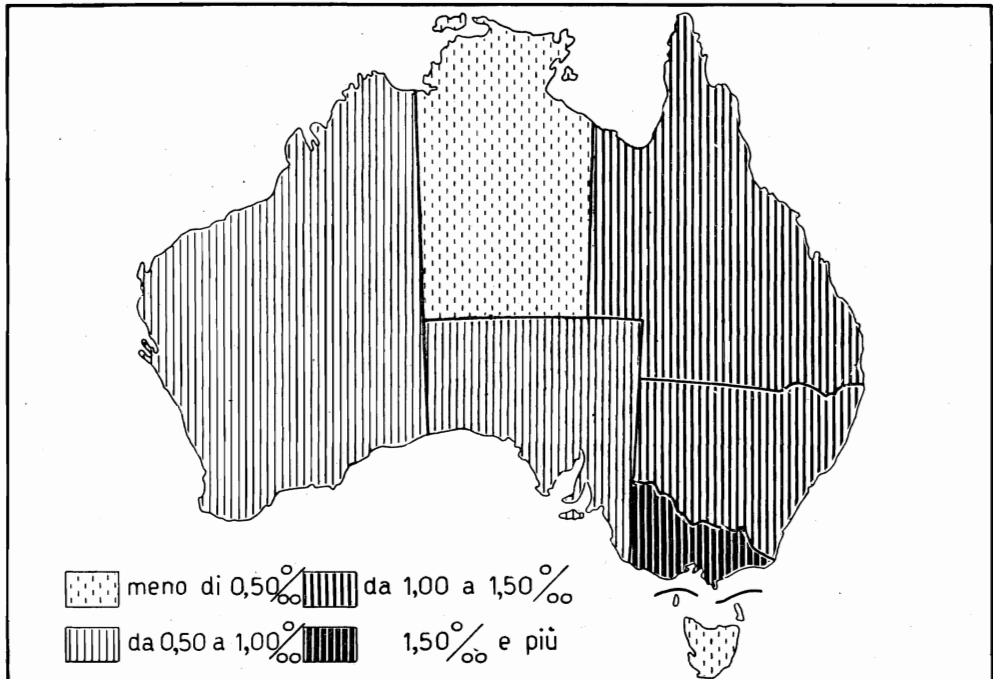 meno di 0,50‰ da 1,00 a 1,50‰
da 0,50 a 1,00‰ 1,50‰ e più